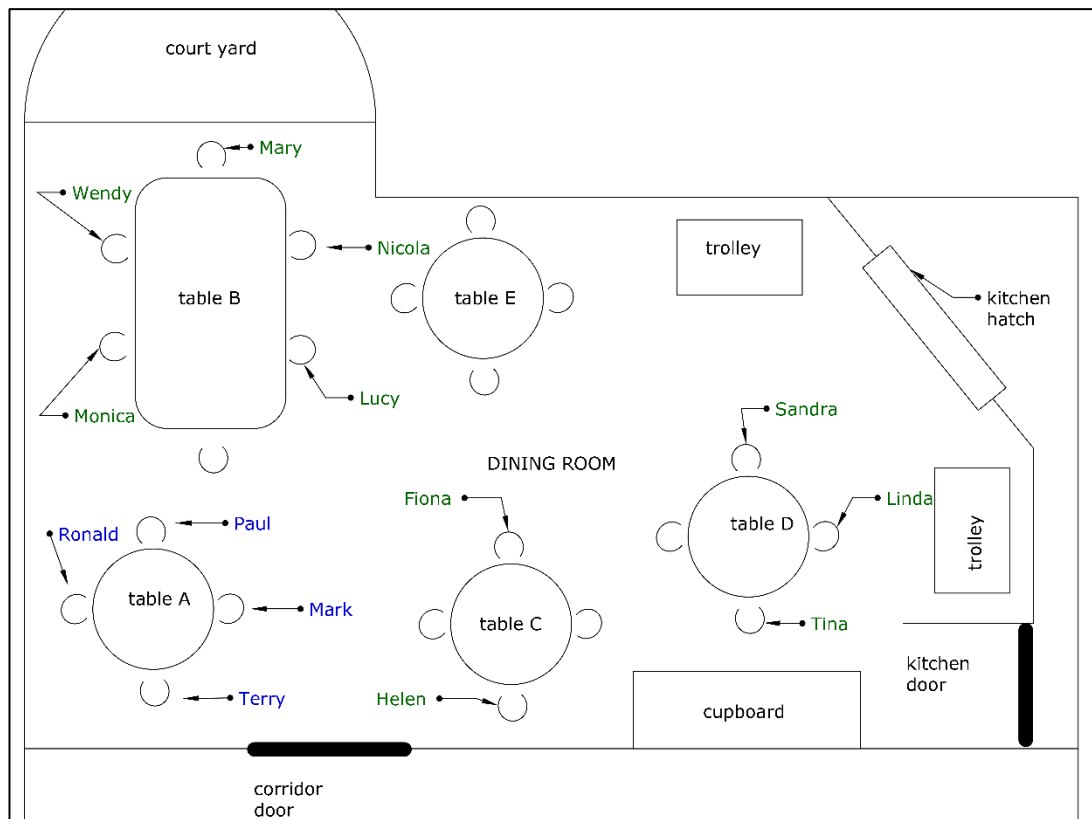 court yard
Mary
Wendy
Nicola
trolley
table B
table E
kitchen
hatch
Monica
Lucy
Sandra
DINING ROOM
Fiona
Linda
Ronald
Paul
table D
trolley
table A
Mark
table C
Tina
kitchen
door
Terry
Helen
cupboard
corridor
door